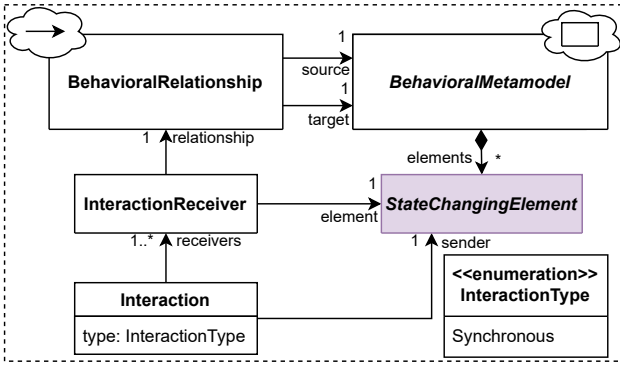 1
source
BehavioralRelationship
BehavioralMetamodel
1
target
1
relationship
elements
*
InteractionReceiver
1
element
StateChangingElement
1..*
receivers
1
sender
Interaction
type: InteractionType
<<enumeration>>
InteractionType
Synchronous